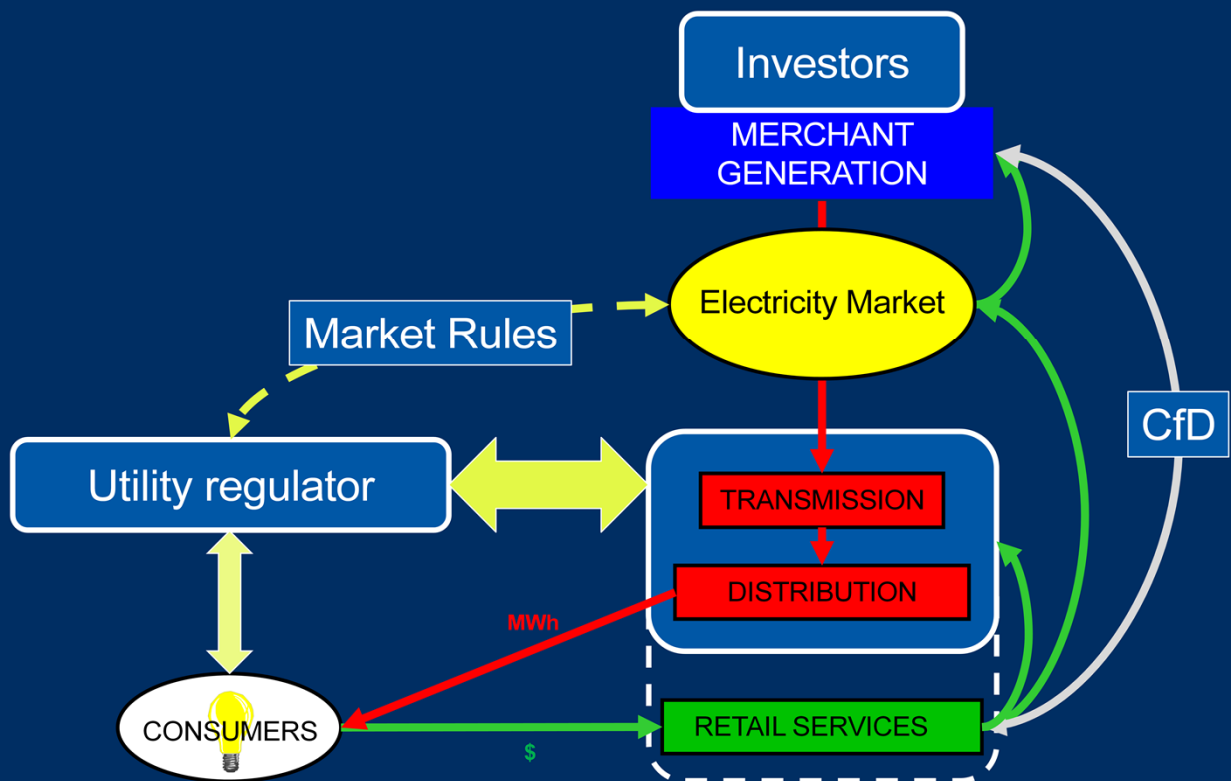 Investors
MERCHANT
GENERATION
Electricity Market
Market Rules
CfD
Utility regulator
TRANSMISSION
DISTRIBUTION
MWh
CONSUMERS
$
RETAIL SERVICES